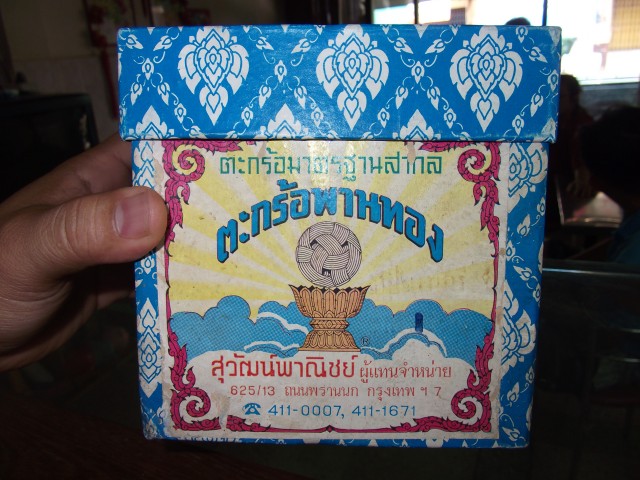 ตะกร้อมาตรฐานสากล
ตะกร้อพานทอง
®
สุวัฒน์พาณิชย์ ผู้แทนจำหน่าย
625/13 ถนนพรานนก กรุงเทพ ฯ 7
☎ 411-0007, 411-1671